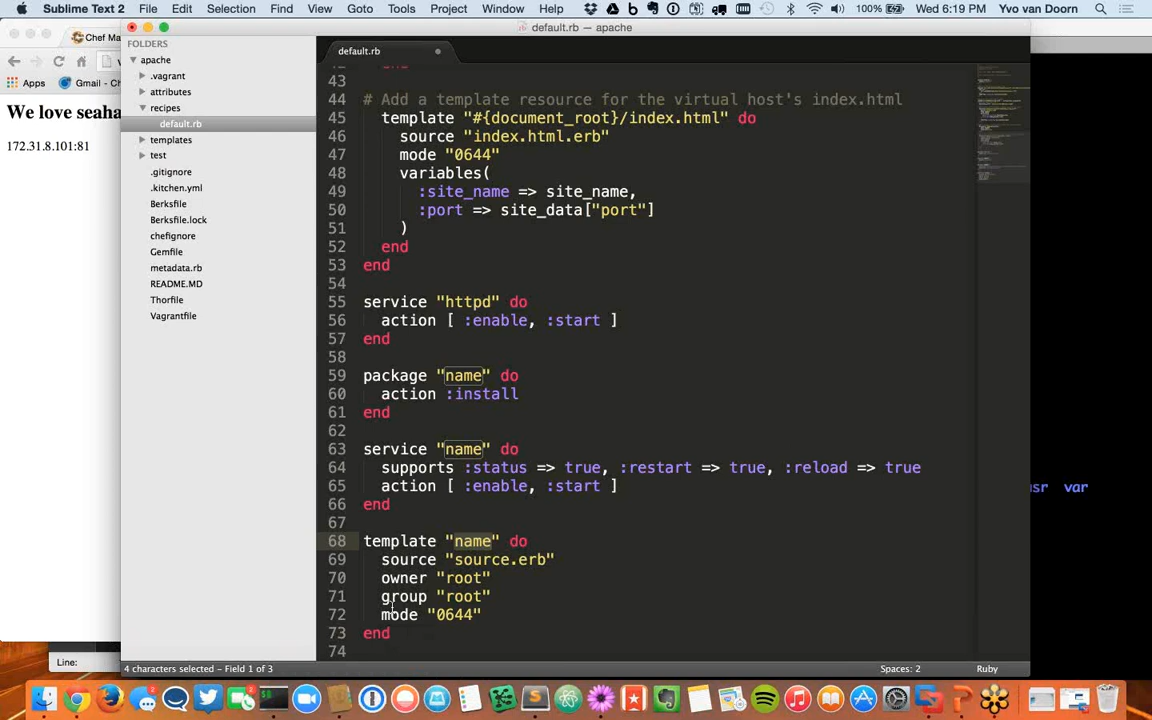 Sublime Text 2 File Edit Selection Find View Goto Tools Project Window Help 100% Wed 6:19 PM Yvo van Doorn
default.rb — apache
Chef Ma
Apps Gmail - Ch
We love seaha
172.31.8.101:81
FOLDERS
apache
.vagrant
attributes
recipes
default.rb
templates
test
.gitignore
.kitchen.yml
Berksfile
Berksfile.lock
chefignore
Gemfile
metadata.rb
README.MD
Thorfile
Vagrantfile
default.rb
43
44 # Add a template resource for the virtual host's index.html
45 template "#{document_root}/index.html" do
46 source "index.html.erb"
47 mode "0644"
48 variables(
49 :site_name => site_name,
50 :port => site_data["port"]
51 )
52 end
53 end
54
55 service "httpd" do
56 action [ :enable, :start ]
57 end
58
59 package "name" do
60 action :install
61 end
62
63 service "name" do
64 supports :status => true, :restart => true, :reload => true
65 action [ :enable, :start ]
66 end
67
68 template "name" do
69 source "source.erb"
70 owner "root"
71 group "root"
72 mode "0644"
73 end
74
usr var
Line:
4 characters selected - Field 1 of 3 Spaces: 2 Ruby